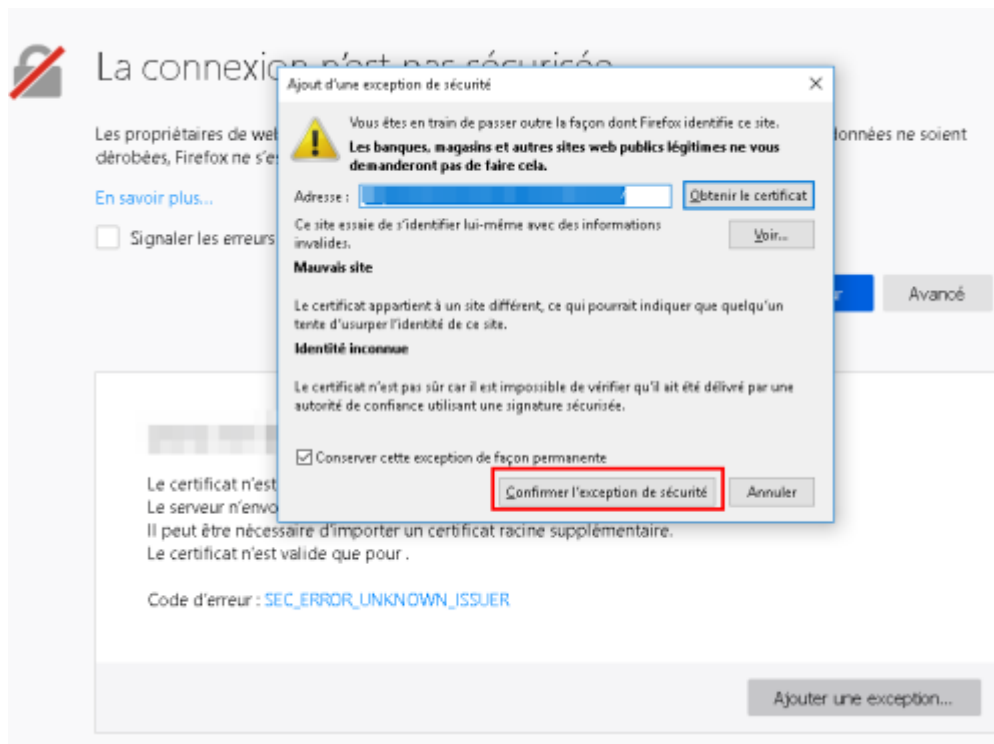 La connexion n'est pas sécurisée
Ajout d'une exception de sécurité
Vous êtes en train de passer outre la façon dont Firefox identifie ce site.
Les banques, magasins et autres sites web publics légitimes ne vous
demanderont pas de faire cela.
Les propriétaires de
données ne soient
dérobées, Firefox ne
Adresse :
Obtenir le certificat
En savoir plus...
Ce site essaie de s'identifier lui-même avec des informations
invalides.
Voir...
Signaler les erreurs
Mauvais site
Avancé
Le certificat appartient à un site différent, ce qui pourrait indiquer que quelqu'un
tente d'usurper l'identité de ce site.
Identité inconnue
Le certificat n'est pas sûr car il est impossible de vérifier qu'il ait été délivré par une
autorité de confiance utilisant une signature sécurisée.
Conserver cette exception de façon permanente
Confirmer l'exception de sécurité
Annuler
Le certificat n'est
Le serveur
Il peut être nécessaire d'importer un certificat racine supplémentaire.
Le certificat n'est valide que pour .
Code d'erreur : SEC_ERROR_UNKNOWN_ISSUER
Ajouter une exception...